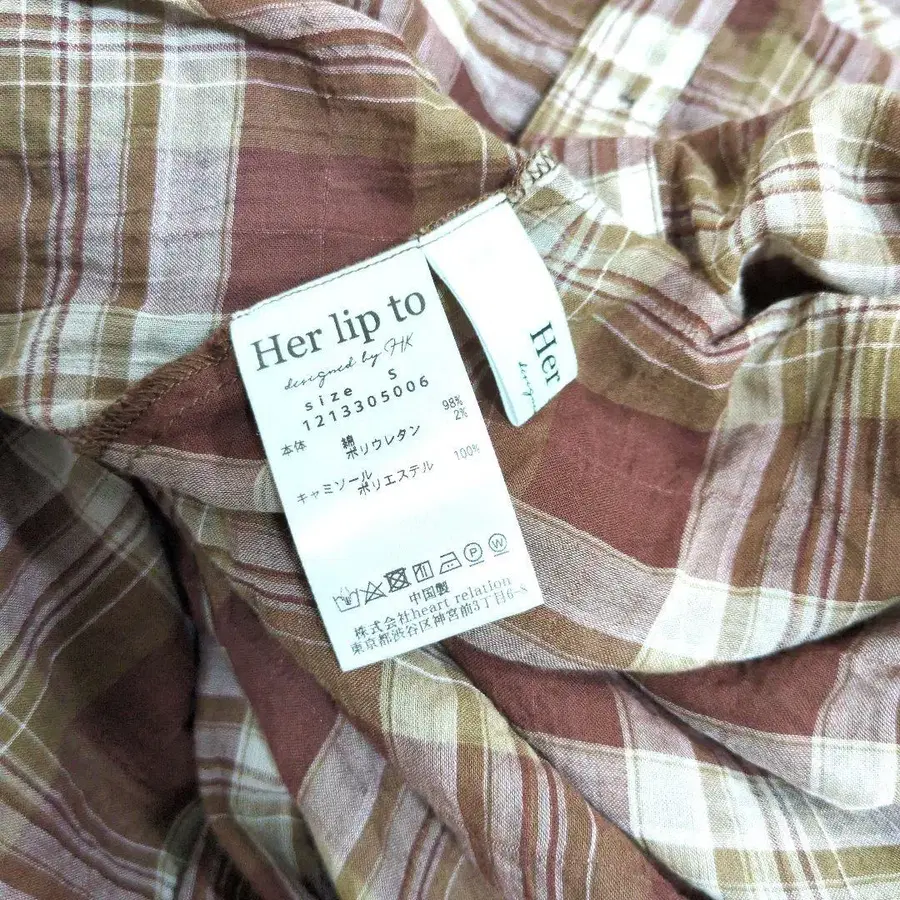 Her lip to
designed by HK
size S
1213305006
本体 綿 98%
ポリウレタン 2%
キャミソール
ポリエステル 100%
P W
中国製
株式会社heart relation
東京都渋谷区神宮前3丁目6-8
Her
desig